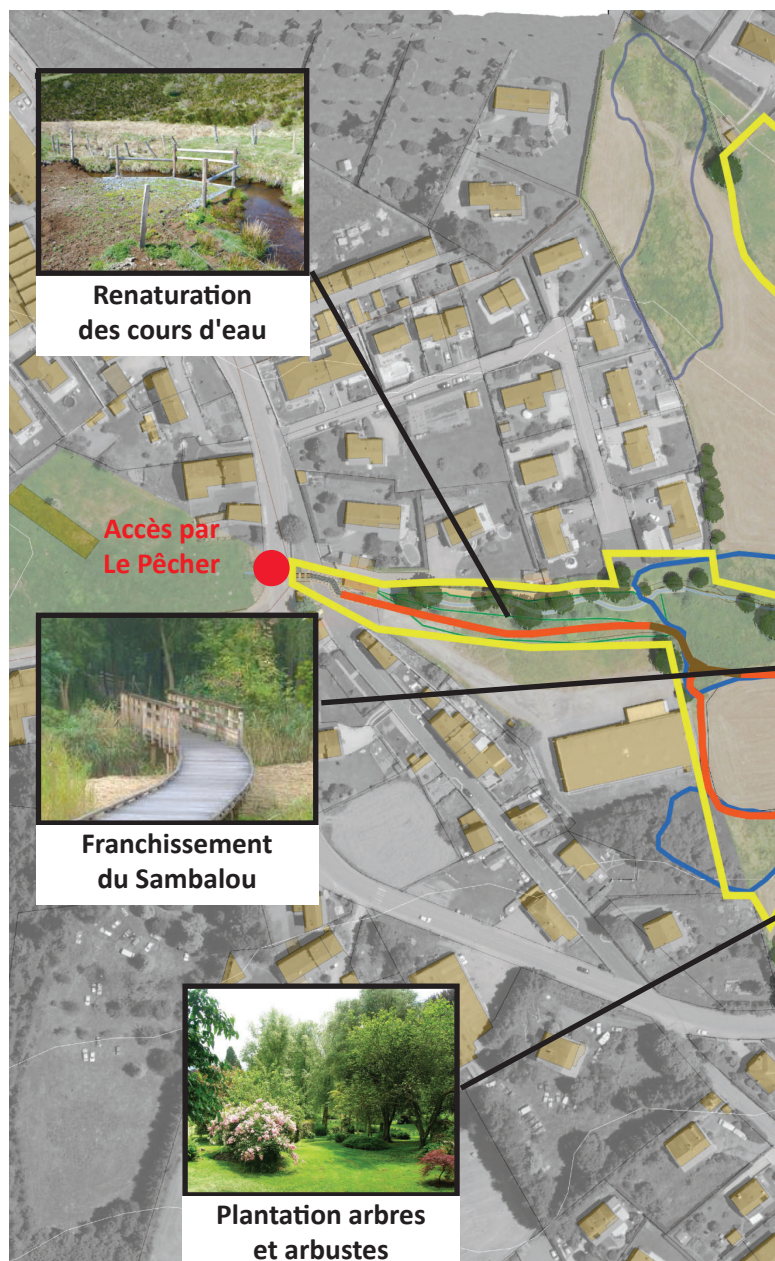 Renaturation
des cours d'eau
Accès par
Le Pêcher
Franchissement
du Sambalou
Plantation arbres
et arbustes